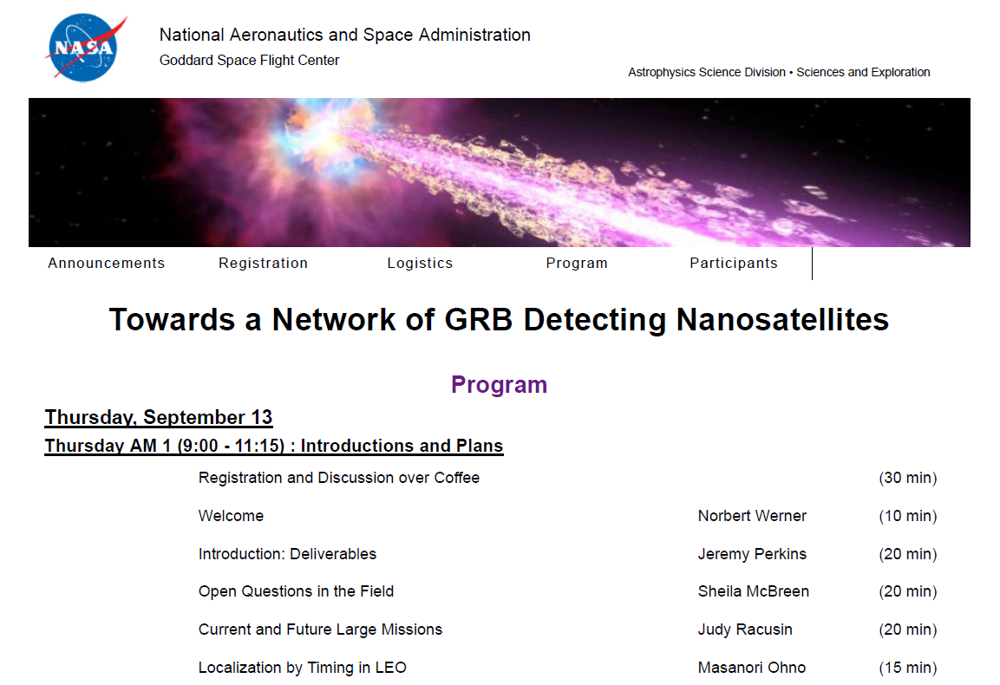 NASA
National Aeronautics and Space Administration
Goddard Space Flight Center
Astrophysics Science Division • Sciences and Exploration
Announcements Registration Logistics Program Participants
Towards a Network of GRB Detecting Nanosatellites
Program
Thursday, September 13
Thursday AM 1 (9:00 - 11:15) : Introductions and Plans
Registration and Discussion over Coffee (30 min)
Welcome Norbert Werner (10 min)
Introduction: Deliverables Jeremy Perkins (20 min)
Open Questions in the Field Sheila McBreen (20 min)
Current and Future Large Missions Judy Racusin (20 min)
Localization by Timing in LEO Masanori Ohno (15 min)